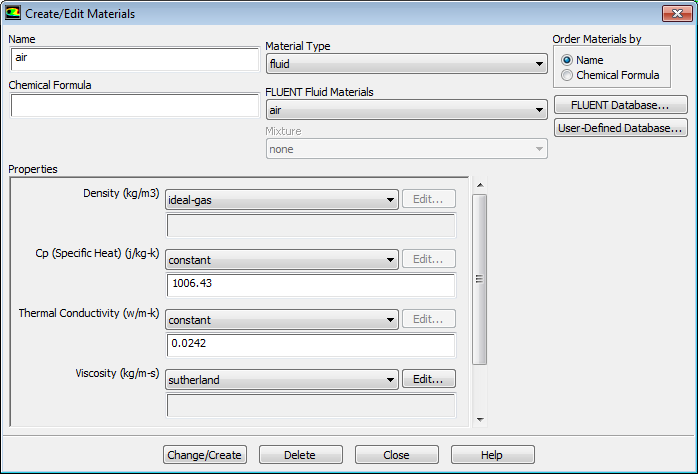 Create/Edit Materials
Name
air
Material Type
fluid
Order Materials by
Name
Chemical Formula
Chemical Formula
FLUENT Fluid Materials
air
FLUENT Database...
User-Defined Database...
Mixture
none
Properties
Density (kg/m3)
ideal-gas
Edit...
Cp (Specific Heat) (j/kg-k)
constant
Edit...
1006.43
Thermal Conductivity (w/m-k)
constant
Edit...
0.0242
Viscosity (kg/m-s)
sutherland
Edit...
Change/Create
Delete
Close
Help